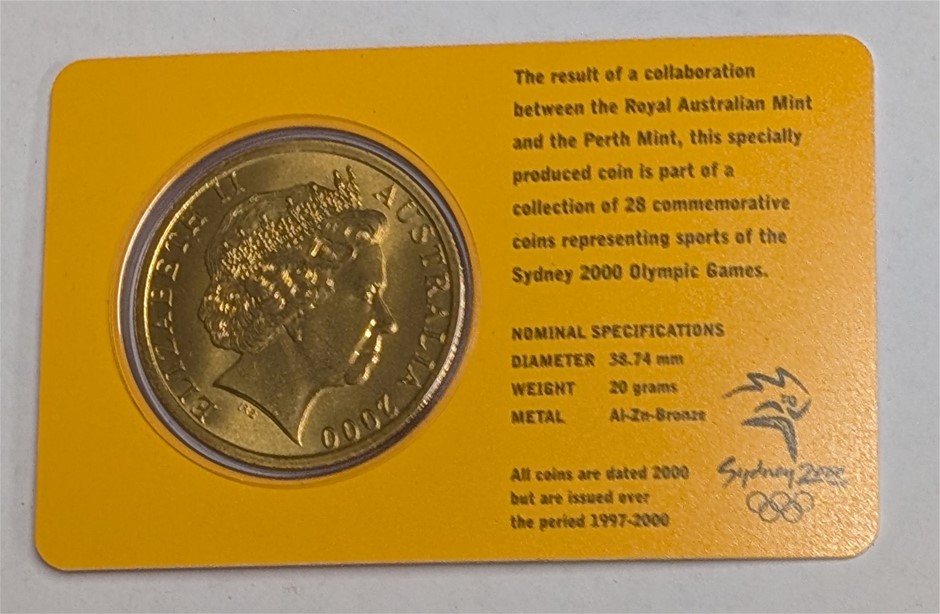 ELIZABETH II
AUSTRALIA
2000
IRB
The result of a collaboration
between the Royal Australian Mint
and the Perth Mint, this specially
produced coin is part of a
collection of 28 commemorative
coins representing sports of the
Sydney 2000 Olympic Games.
NOMINAL SPECIFICATIONS
DIAMETER 38.74 mm
WEIGHT 20 grams
METAL Al-Zn-Bronze
All coins are dated 2000
but are issued over
the period 1997-2000
Sydney 2000